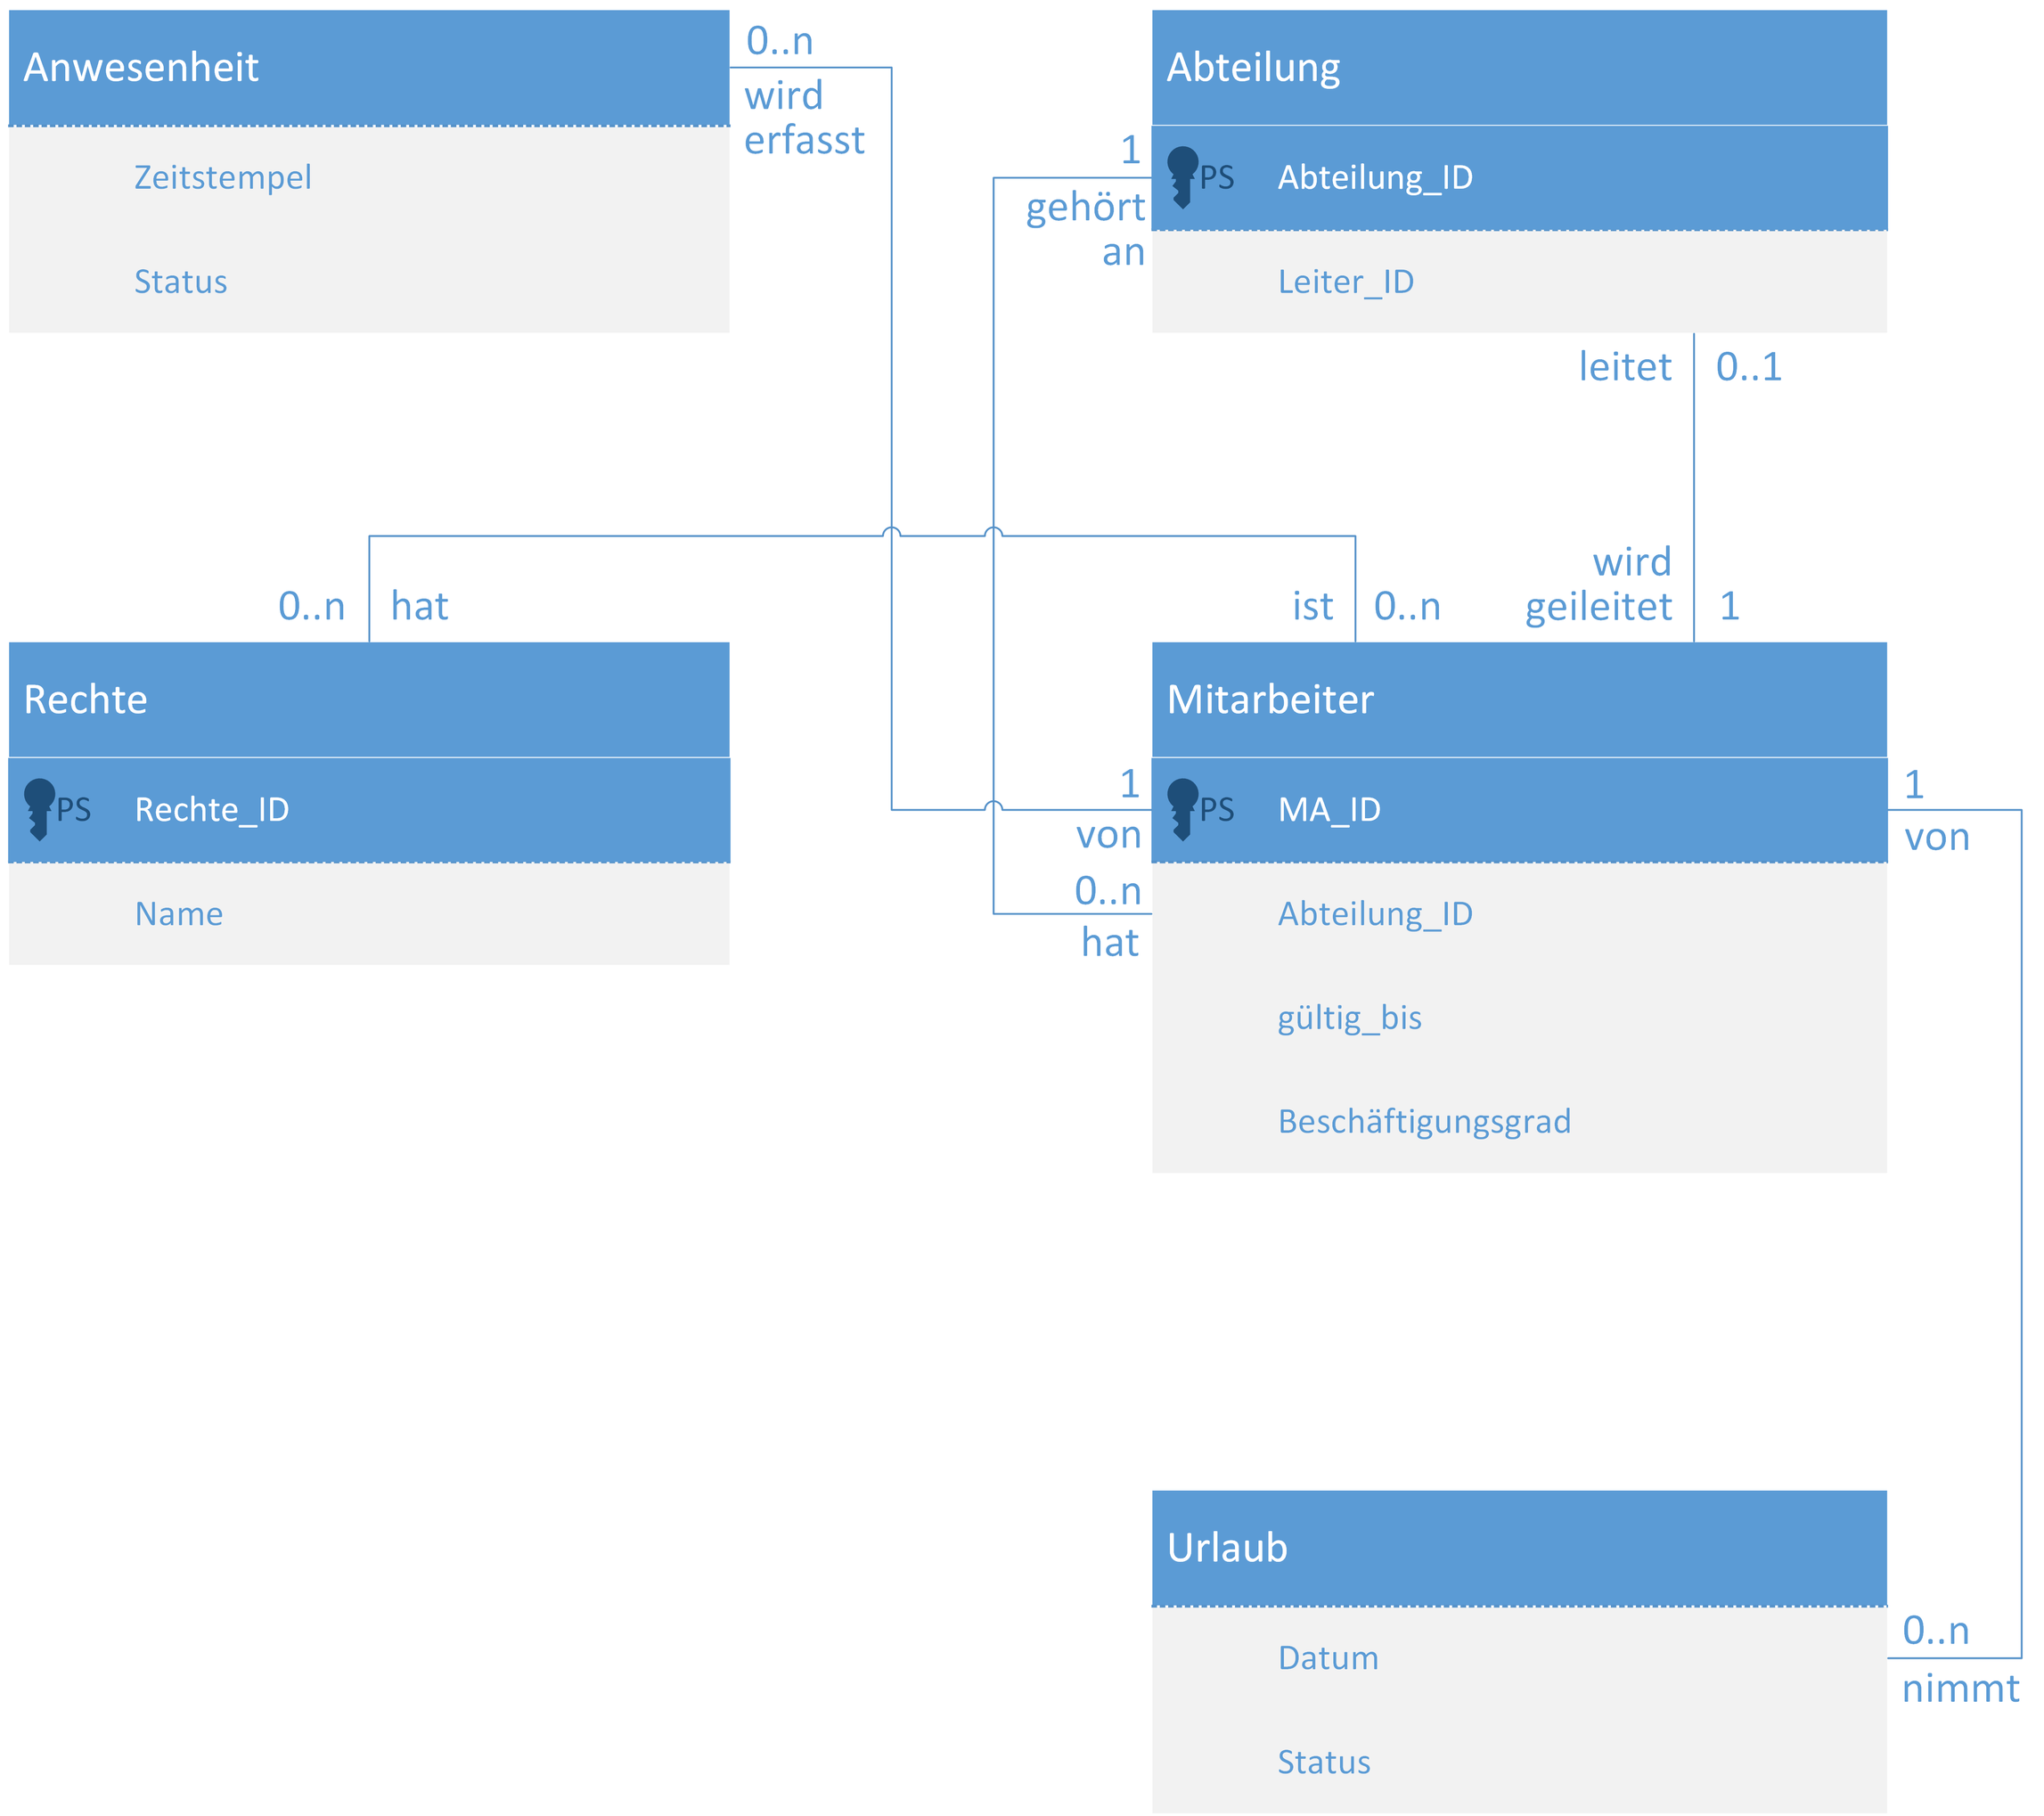 Anwesenheit
Zeitstempel
Status
0..n
wird
erfasst
Abteilung
PS Abteilung_ID
Leiter_ID
1
gehört
an
leitet 0..1
0..n hat
ist 0..n
wird
geileitet 1
Rechte
PS Rechte_ID
Name
Mitarbeiter
PS MA_ID
Abteilung_ID
gültig_bis
Beschäftigungsgrad
1
von
0..n
hat
1
von
Urlaub
Datum
Status
0..n
nimmt